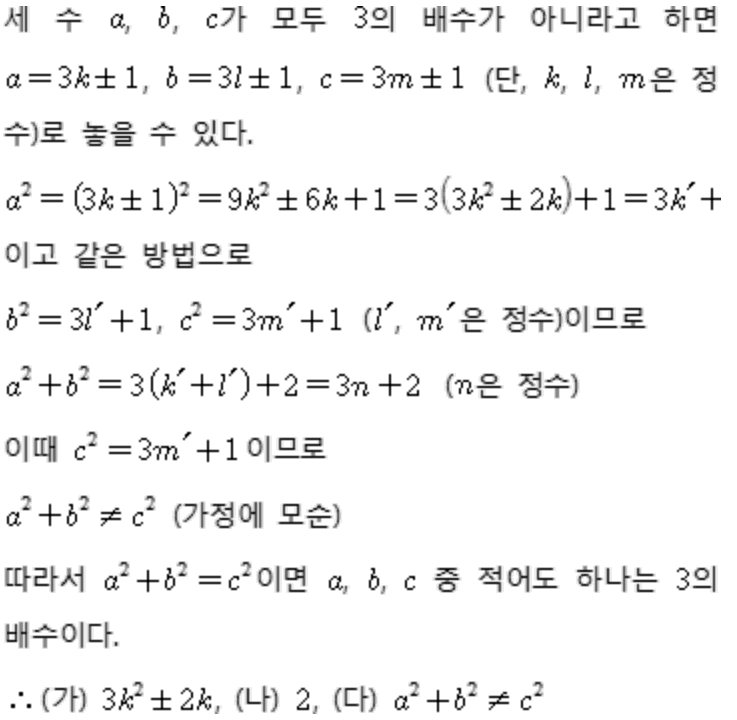 세 수 a, b, c가 모두 3의 배수가 아니라고 하면
a=3k±1, b=3l±1, c=3m±1 (단, k, l, m은 정
수)로 놓을 수 있다.
a²=(3k±1)²=9k²±6k+1=3(3k²±2k)+1=3k´+
이고 같은 방법으로
b²=3l´+1, c²=3m´+1 (l´, m´은 정수)이므로
a²+b²=3(k´+l´)+2=3n+2 (n은 정수)
이때 c²=3m´+1이므로
a²+b²≠c² (가정에 모순)
따라서 a²+b²=c²이면 a, b, c 중 적어도 하나는 3의
배수이다.
∴ (가) 3k²±2k, (나) 2, (다) a²+b²≠c²